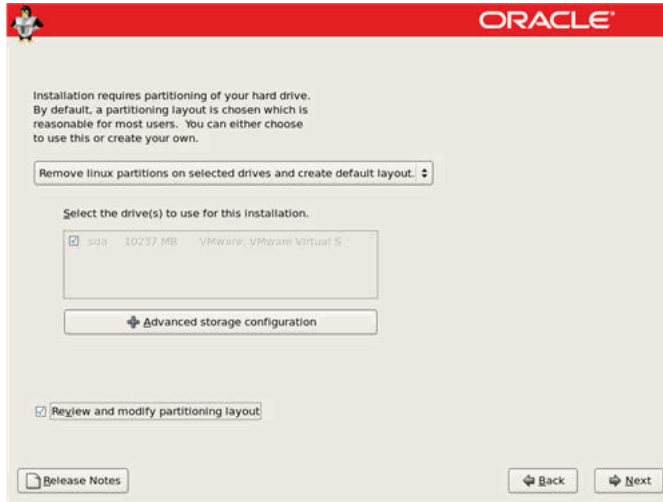 ORACLE
Installation requires partitioning of your hard drive.
By default, a partitioning layout is chosen which is
reasonable for most users. You can either choose
to use this or create your own.
Remove linux partitions on selected drives and create default layout.
Select the drive(s) to use for this installation.
sda 10237 MB VMware, VMware Virtual S
Advanced storage configuration
Review and modify partitioning layout
Release Notes
Back
Next